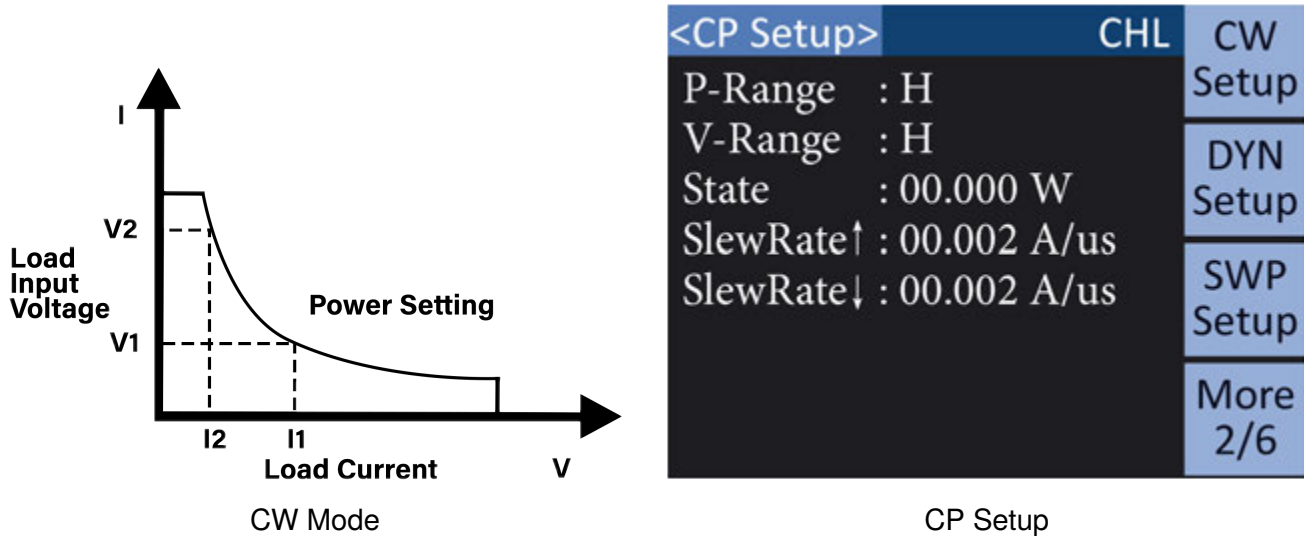 I
V2
Load
Input
Voltage
Power Setting
V1
I2 I1
Load Current V
CW Mode
<CP Setup> CHL
P-Range : H
V-Range : H
State : 00.000 W
SlewRate↑ : 00.002 A/us
SlewRate↓ : 00.002 A/us
CW
Setup
DYN
Setup
SWP
Setup
More
2/6
CP Setup